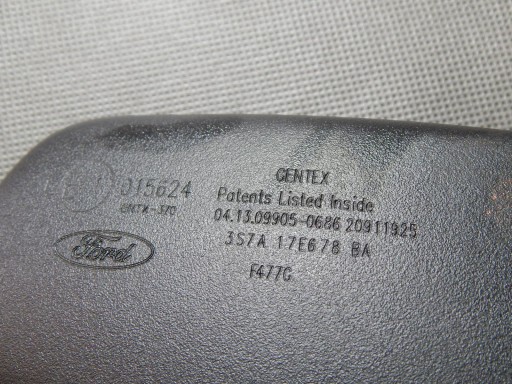 015624
GNTX-370
Ford
GENTEX
Patents Listed Inside
04.13.09905-0686 20911925
3S7A 17E678 BA
F477G